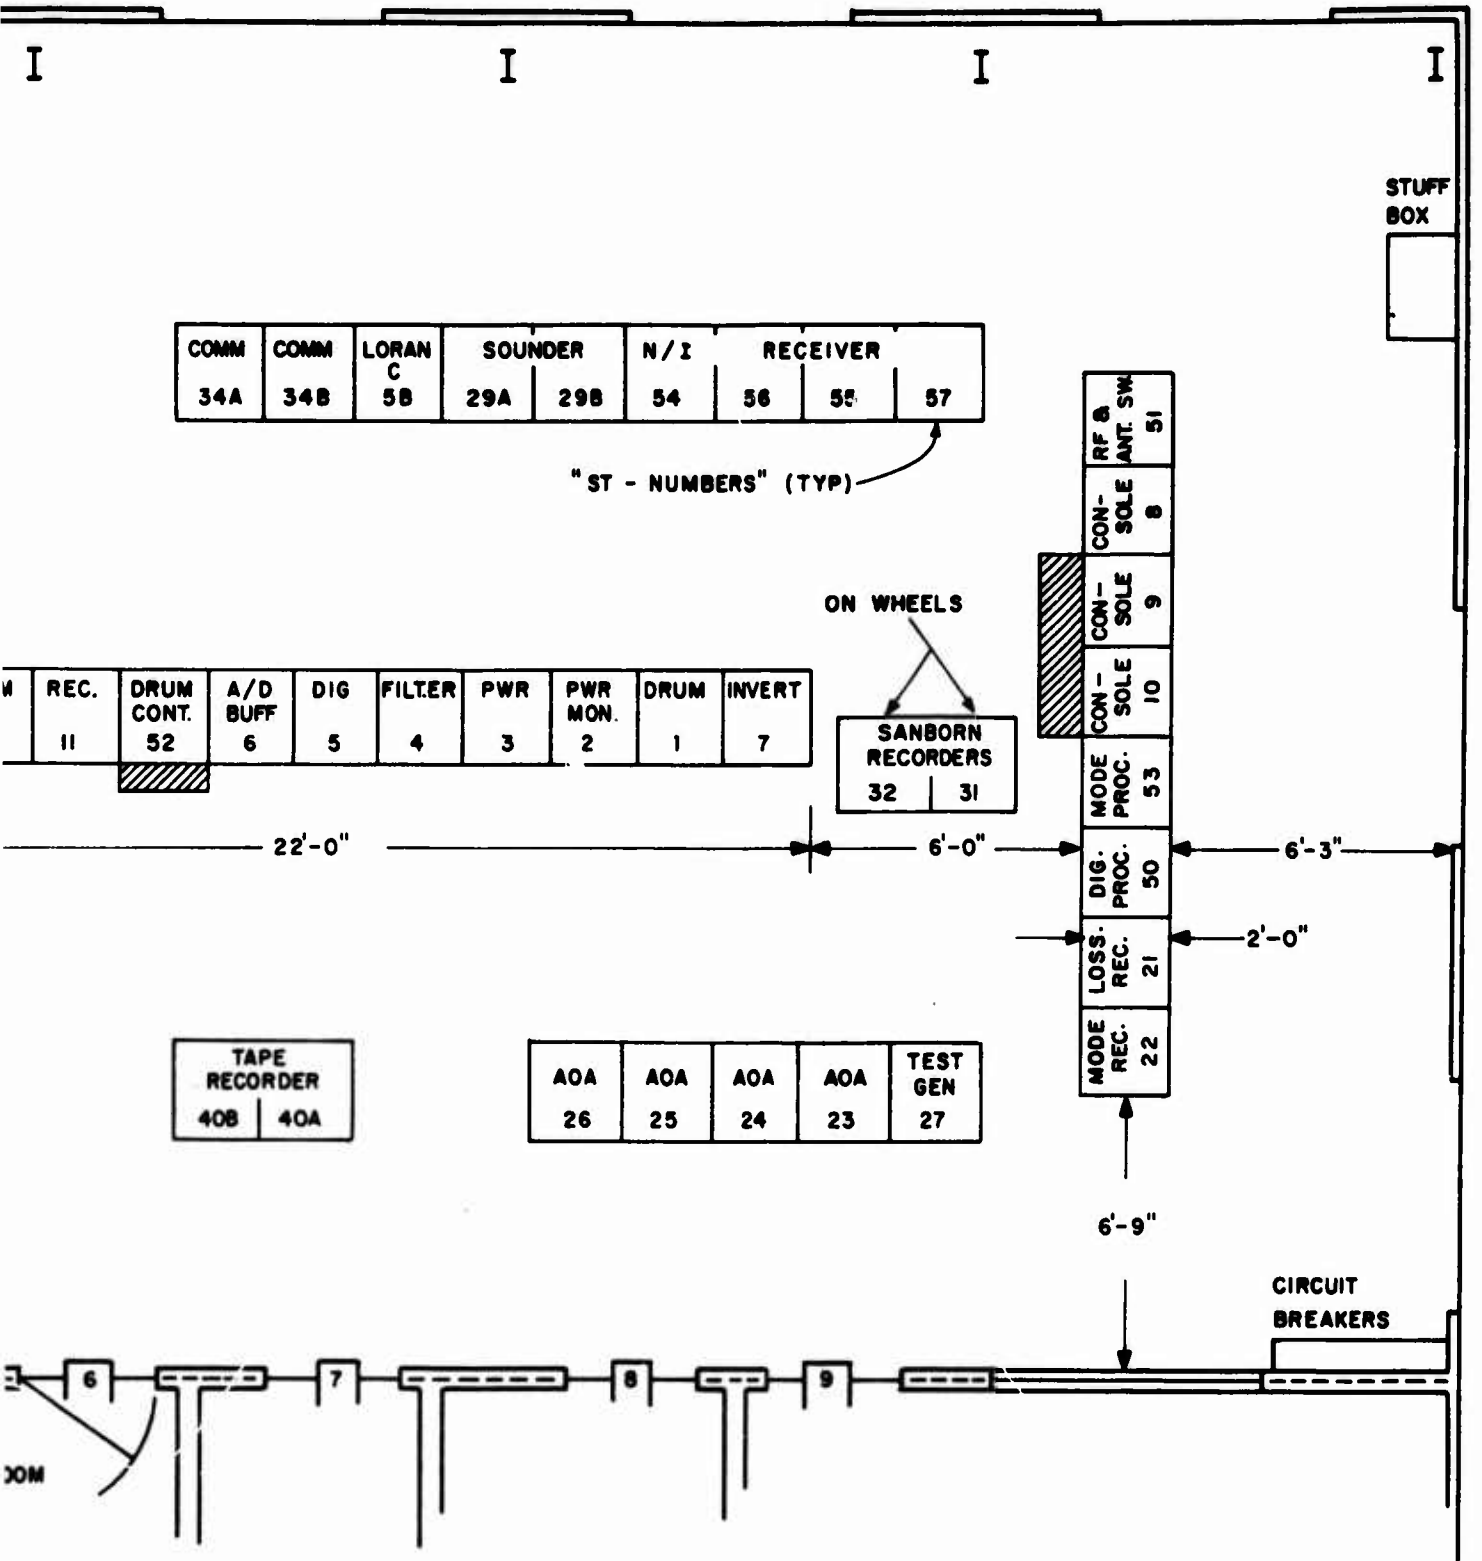 STUFF
BOX
COMM
34A
COMM
34B
LORAN
C
5B
SOUNDER
29A
29B
N/I
54
RECEIVER
56
55
57
"ST - NUMBERS" (TYP)
RF &
ANT. SW.
51
CON-
SOLE
8
CON-
SOLE
9
CON-
SOLE
10
MODE
PROC.
53
DIG.
PROC.
50
LOSS.
REC.
21
MODE
REC.
22
ON WHEELS
REC.
11
DRUM
CONT.
52
A/D
BUFF
6
DIG
5
FILTER
4
PWR
3
PWR
MON.
2
DRUM
1
INVERT
7
SANBORN
RECORDERS
32
31
22'-0"
6'-0"
6'-3"
2'-0"
TAPE
RECORDER
40B
40A
AOA
26
AOA
25
AOA
24
AOA
23
TEST
GEN
27
6'-9"
CIRCUIT
BREAKERS
6
7
8
9